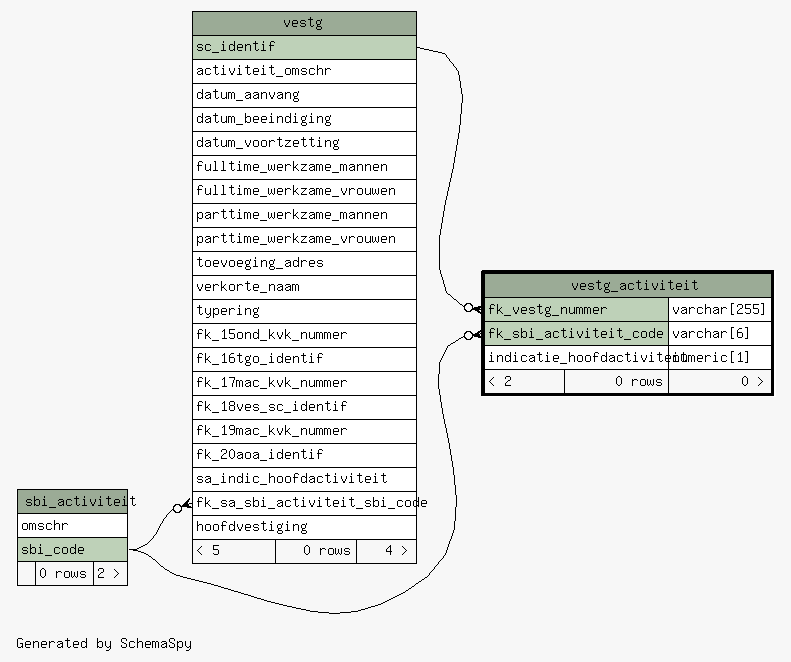 vestg
sc_identif
activiteit_omschr
datum_aanvang
datum_beeindiging
datum_voortzetting
fulltime_werkzame_mannen
fulltime_werkzame_vrouwen
parttime_werkzame_mannen
parttime_werkzame_vrouwen
toevoeging_adres
verkorte_naam
typering
fk_15ond_kvk_nummer
fk_16tgo_identif
fk_17mac_kvk_nummer
fk_18ves_sc_identif
fk_19mac_kvk_nummer
fk_20aoa_identif
sa_indic_hoofdactiviteit
fk_sa_sbi_activiteit_sbi_code
hoofdvestiging
< 5 0 rows 4 >
vestg_activiteit
fk_vestg_nummer varchar[255]
fk_sbi_activiteit_code varchar[6]
indicatie_hoofdactiviteit numeric[1]
< 2 0 rows 0 >
sbi_activiteit
omschr
sbi_code
0 rows 2 >
Generated by SchemaSpy